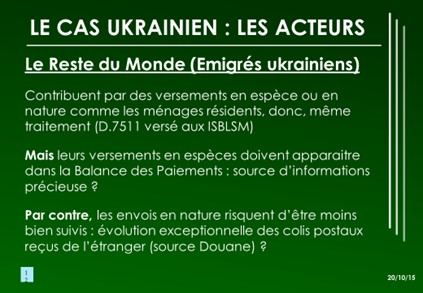 LE CAS UKRAINIEN : LES ACTEURS
Le Reste du Monde (Emigrés ukrainiens)
Contribuent par des versements en espèce ou en
nature comme les ménages résidents, donc, même
traitement (D.7511 versé aux ISBLSM)
Mais leurs versements en espèces doivent apparaitre
dans la Balance des Paiements : source d'informations
précieuse ?
Par contre, les envois en nature risquent d'être moins
bien suivis : évolution exceptionnelle des colis postaux
reçus de l'étranger (source Douane) ?
20/10/15